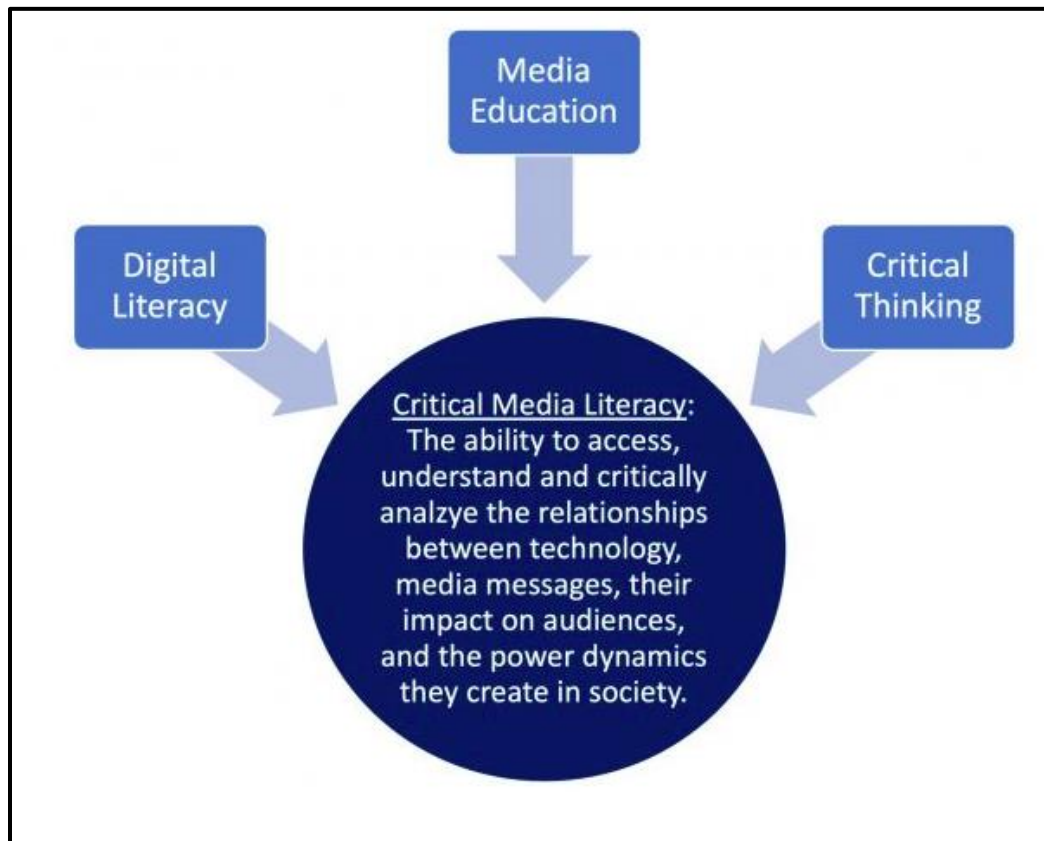 Media
Education
Digital
Literacy
Critical
Thinking
Critical Media Literacy:
The ability to access,
understand and critically
analzye the relationships
between technology,
media messages, their
impact on audiences,
and the power dynamics
they create in society.